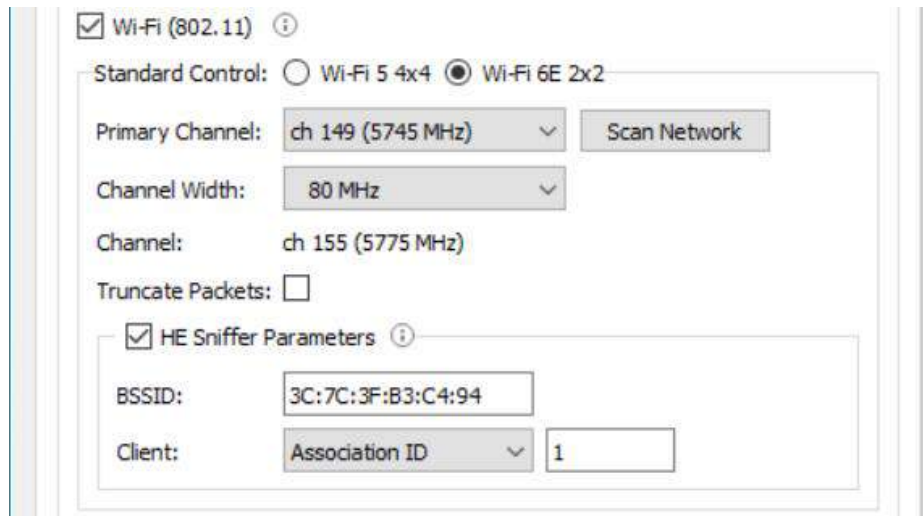 Wi-Fi (802.11)
Standard Control: Wi-Fi 5 4x4 Wi-Fi 6E 2x2
Primary Channel: ch 149 (5745 MHz) Scan Network
Channel Width: 80 MHz
Channel: ch 155 (5775 MHz)
Truncate Packets:
HE Sniffer Parameters
BSSID: 3C:7C:3F:B3:C4:94
Client: Association ID 1